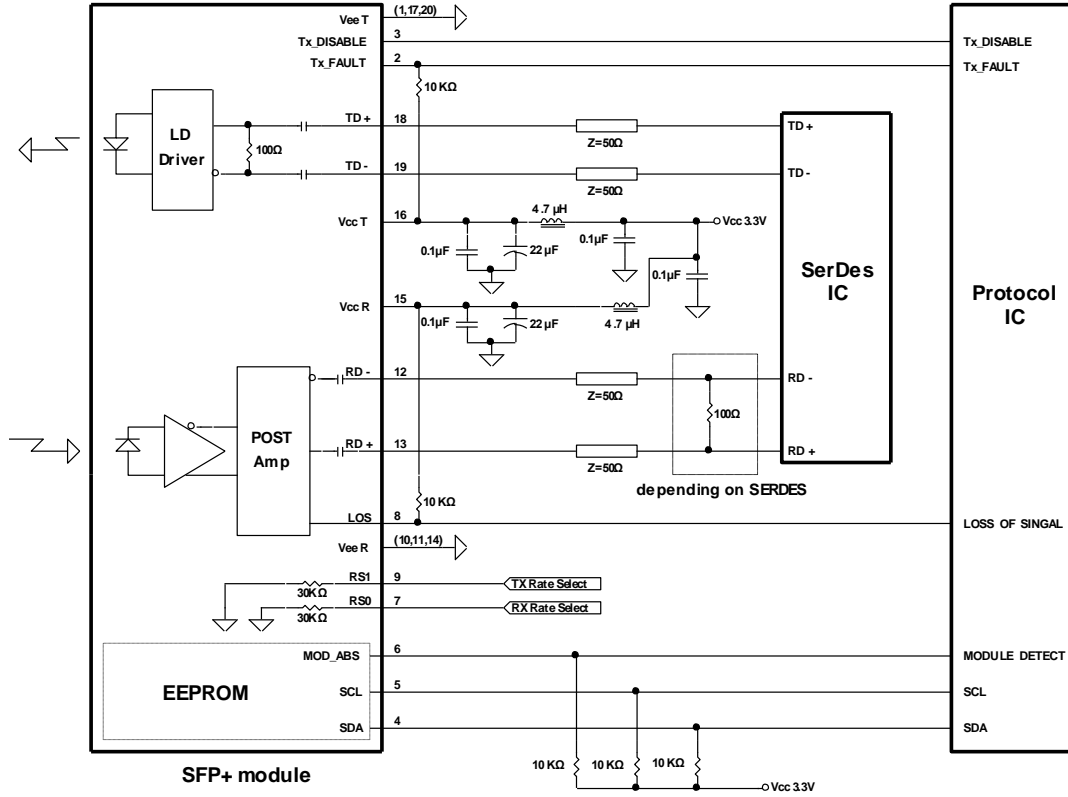 Vee T
(1,17,20)
Tx_DISABLE
3
Tx_DISABLE
Tx_FAULT
2
Tx_FAULT
10 KΩ
LD
Driver
100Ω
TD +
18
Z=50Ω
TD +
TD -
19
Z=50Ω
TD -
Vcc T
16
4.7 µH
Vcc 3.3V
0.1µF
22 µF
0.1µF
0.1µF
SerDes
IC
Protocol
IC
Vcc R
15
0.1µF
22 µF
4.7 µH
RD -
12
Z=50Ω
RD -
100Ω
POST
Amp
RD +
13
Z=50Ω
RD +
depending on SERDES
10 KΩ
LOS
8
LOSS OF SINGAL
Vee R
(10,11,14)
RS1
9
TX Rate Select
30KΩ
RS0
7
RX Rate Select
30KΩ
MOD_ABS
6
MODULE DETECT
EEPROM
SCL
5
SCL
SDA
4
SDA
10 KΩ
10 KΩ
10 KΩ
SFP+ module
Vcc 3.3V